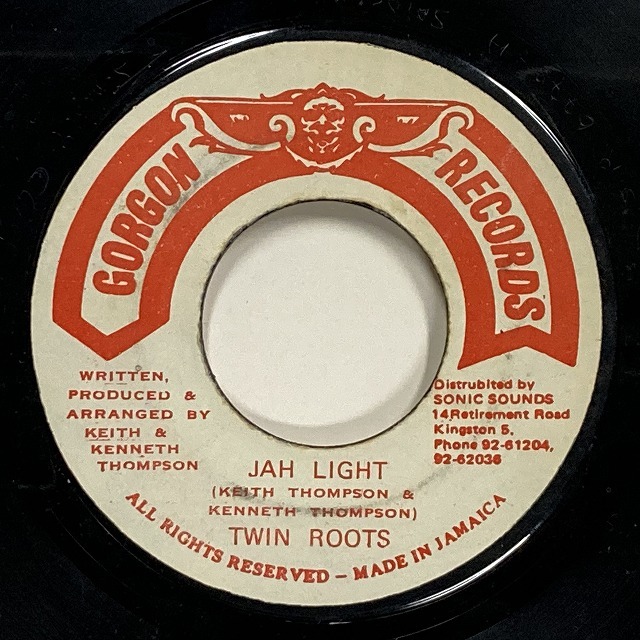 GORGON RECORDS
WRITTEN,
PRODUCED &
ARRANGED BY
KEITH &
KENNETH
THOMPSON
Distrubited by
SONIC SOUNDS
14Retirement Road
Kingston 5,
Phone 92-61204,
92-62036
JAH LIGHT
(KEITH THOMPSON &
KENNETH THOMPSON)
TWIN ROOTS
ALL RIGHTS RESERVED – MADE IN JAMAICA